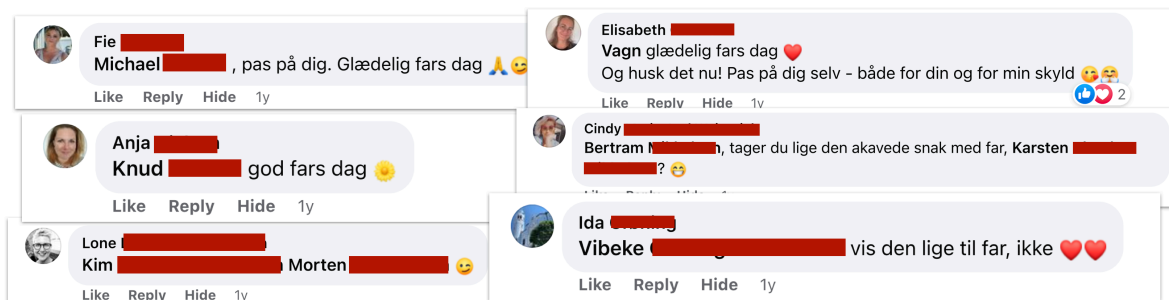 Fie
Michael , pas på dig. Glædelig fars dag 🙏😉
Like Reply Hide 1y
Anja
Knud god fars dag 🌼
Like Reply Hide 1y
Lone
Kim Morten 😉
Like Reply Hide 1y
Elisabeth
Vagn glædelig fars dag ❤️
Og husk det nu! Pas på dig selv - både for din og for min skyld 😘😤
Like Reply Hide 1y 2
Cindy
Bertram , tager du lige den akavede snak med far, Karsten
? 😁
Ida
Vibeke vis den lige til far, ikke ❤️❤️
Like Reply Hide 1y